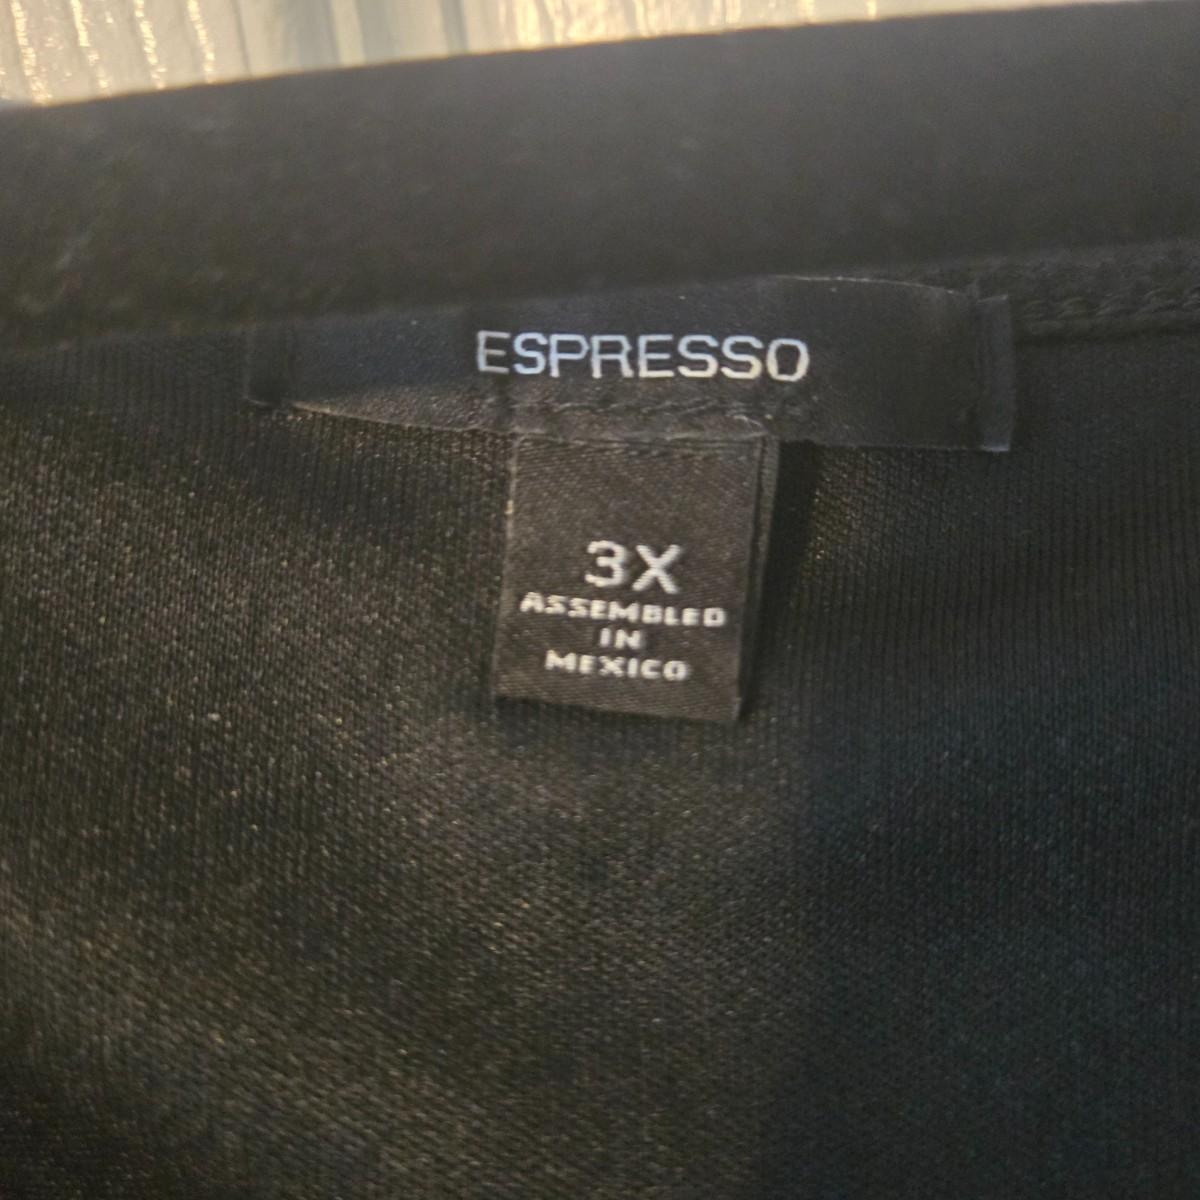 ESPRESSO
3X
ASSEMBLED
IN
MEXICO